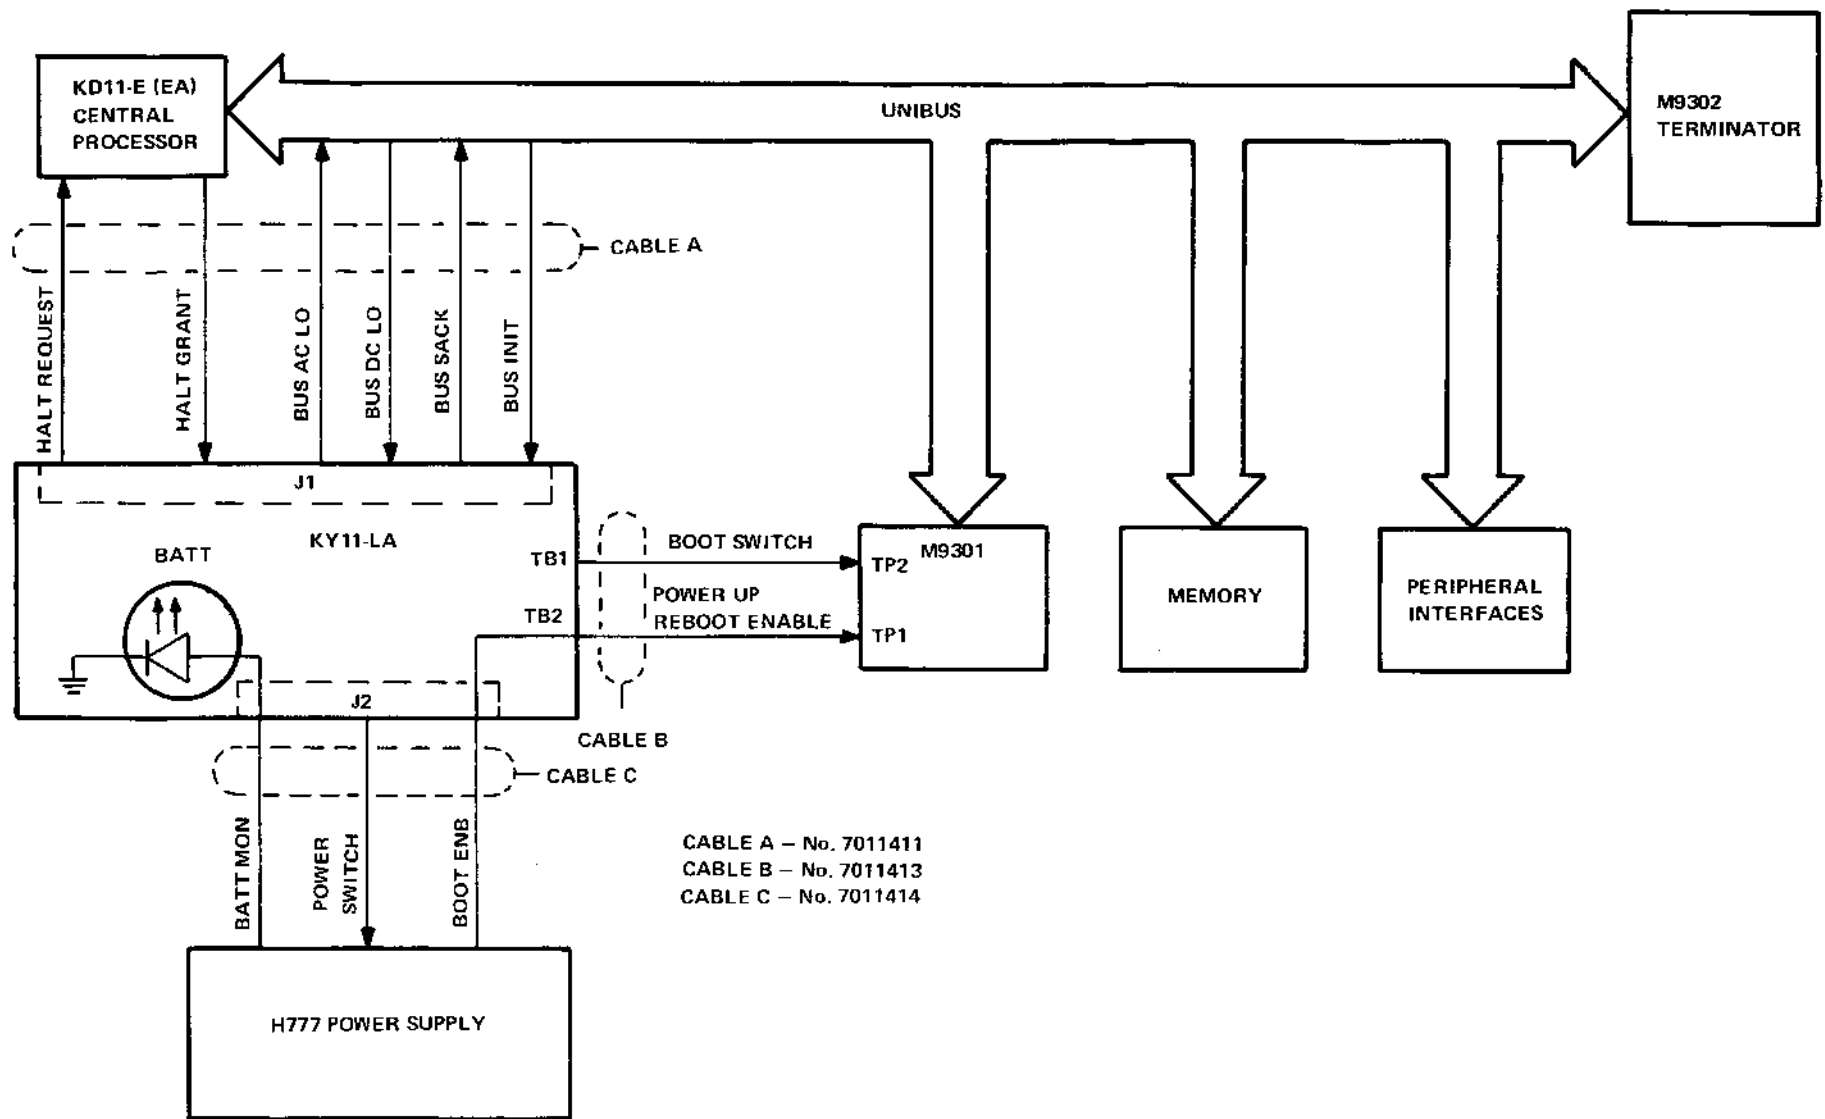 KD11-E (EA)
CENTRAL
PROCESSOR
UNIBUS
M9302
TERMINATOR
CABLE A
HALT REQUEST
HALT GRANT
BUS AC LO
BUS DC LO
BUS SACK
BUS INIT
J1
KY11-LA
BATT
TB1
TB2
J2
BOOT SWITCH
POWER UP
REBOOT ENABLE
M9301
TP2
TP1
MEMORY
PERIPHERAL
INTERFACES
CABLE B
CABLE C
BATT MON
POWER
SWITCH
BOOT ENB
CABLE A – No. 7011411
CABLE B – No. 7011413
CABLE C – No. 7011414
H777 POWER SUPPLY